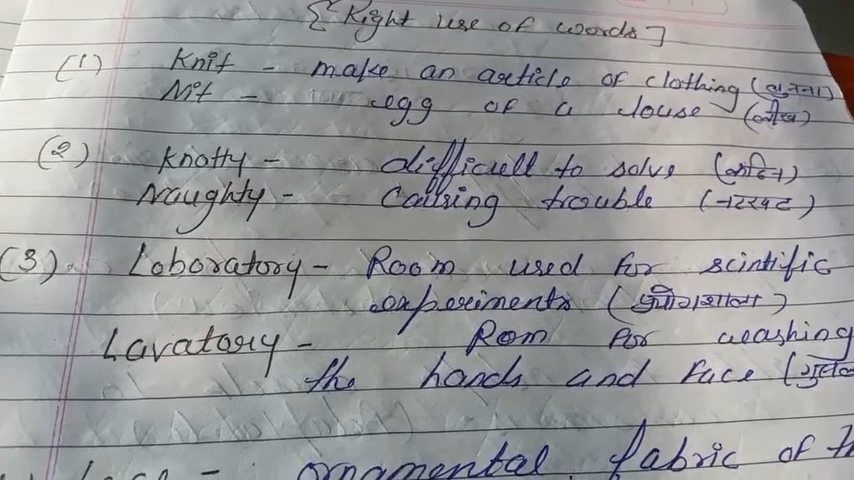 {Right use of words]
(1) Knit - make an article of clothing (बुनना)
Nit - egg of a louse (लीख)
(2) Knotty - difficult to solve (कठिन)
Naughty - Causing trouble (नटखट)
(3) Loboratory - Room used for scintific
experiments (प्रयोगशाला)
Lavatory - Rom for washing
the hands and face
ornamental fabric of